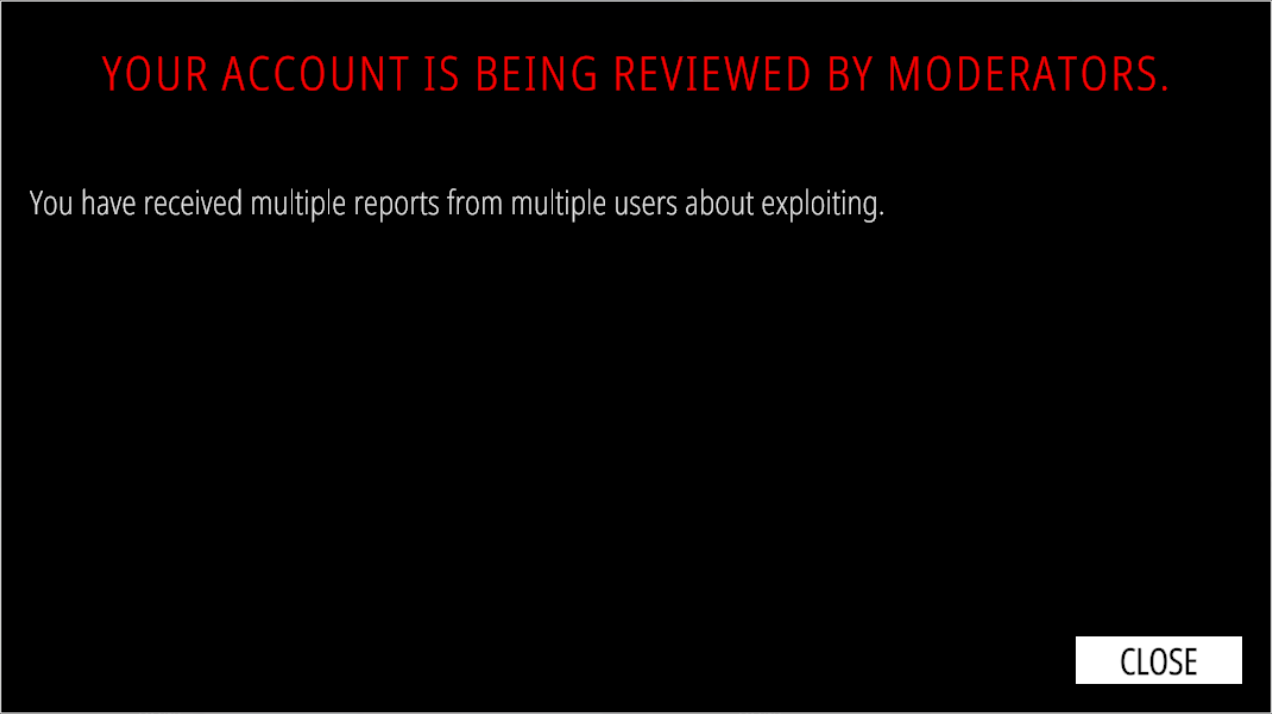 YOUR ACCOUNT IS BEING REVIEWED BY MODERATORS.
You have received multiple reports from multiple users about exploiting.
CLOSE